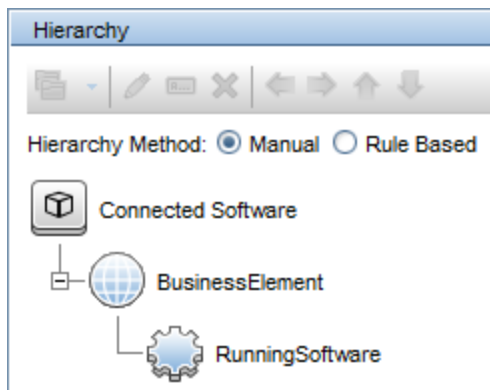 Hierarchy
Hierarchy Method: Manual Rule Based
Connected Software
BusinessElement
RunningSoftware